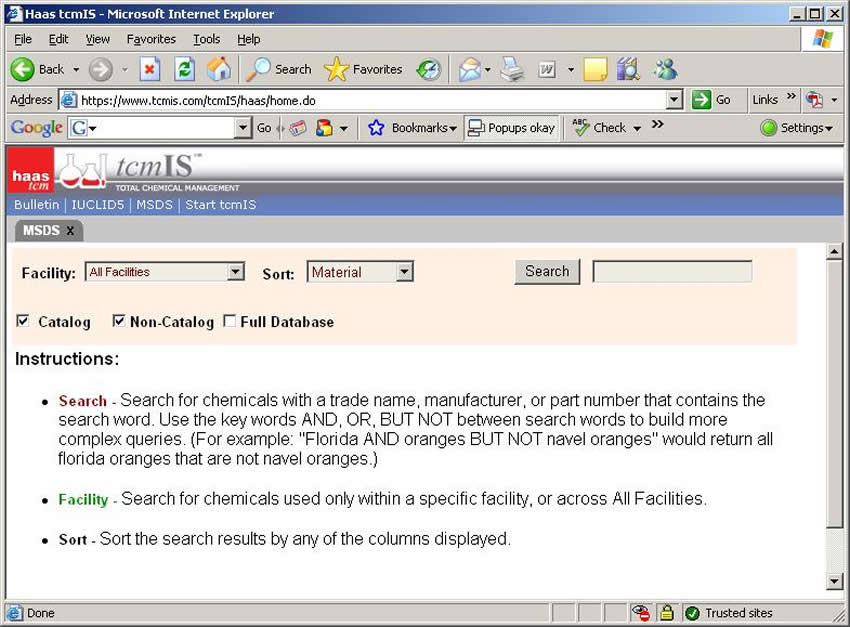 Haas tcmIS - Microsoft Internet Explorer
File Edit View Favorites Tools Help
Back Search Favorites W
Address https://www.tcmis.com/tcmIS/haas/home.do Go Links »
Google G Go Bookmarks Popups okay ABC Check » Settings
haas tcm tcmIS™
TOTAL CHEMICAL MANAGEMENT
Bulletin | IUCLID5 | MSDS | Start tcmIS
MSDS X
Facility: All Facilities Sort: Material Search
Catalog Non-Catalog Full Database
Instructions:
• Search - Search for chemicals with a trade name, manufacturer, or part number that contains the
search word. Use the key words AND, OR, BUT NOT between search words to build more
complex queries. (For example: "Florida AND oranges BUT NOT navel oranges" would return all
florida oranges that are not navel oranges.)
• Facility - Search for chemicals used only within a specific facility, or across All Facilities.
• Sort - Sort the search results by any of the columns displayed.
Done Trusted sites